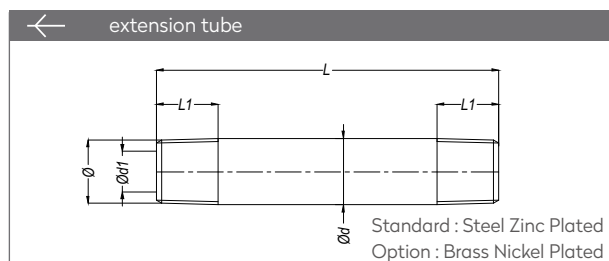 extension tube
L
L1 L1
Ø
Ød1
Ød
Standard : Steel Zinc Plated
Option : Brass Nickel Plated